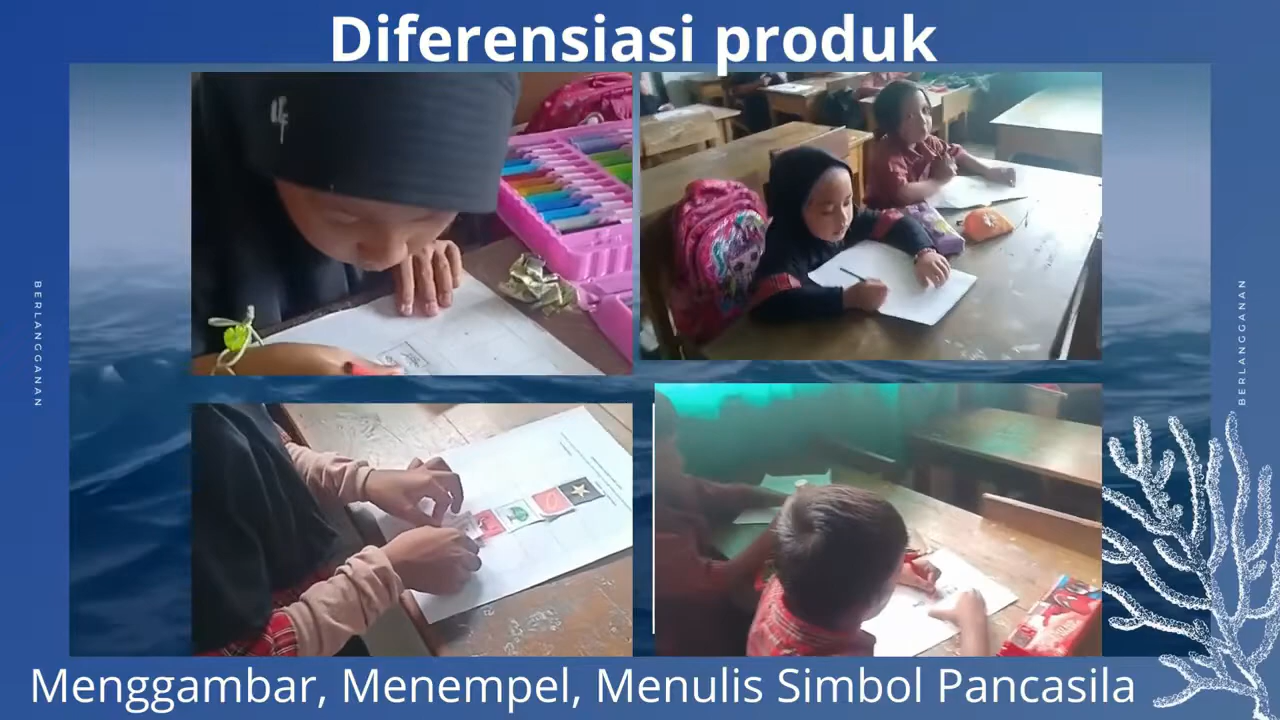 Diferensiasi produk
BERLANGGANAN
BERLANGGANAN
Menggambar, Menempel, Menulis Simbol Pancasila